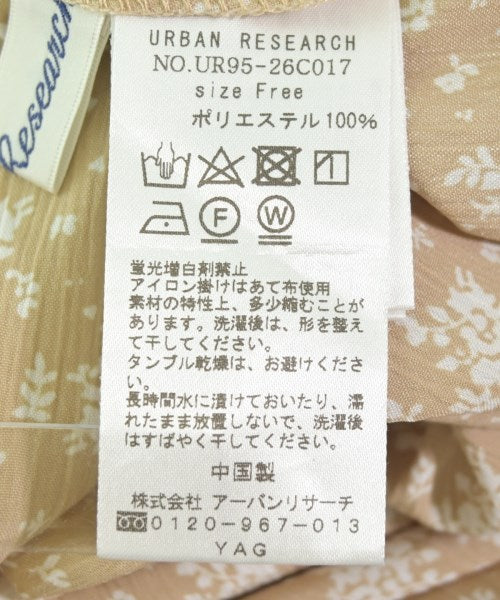 Research
URBAN RESEARCH
NO.UR95-26C017
size Free
ポリエステル 100%
F W
蛍光増白剤禁止
アイロン掛けはあて布使用
素材の特性上、多少縮むことが
あります。洗濯後は、形を整え
て干してください。
タンブル乾燥は、お避けくださ
い。
長時間水に漬けておいたり、濡
れたまま放置しないで、洗濯後
はすばやく干してください。
中国製
株式会社 アーバンリサーチ
0120-967-013
YAG